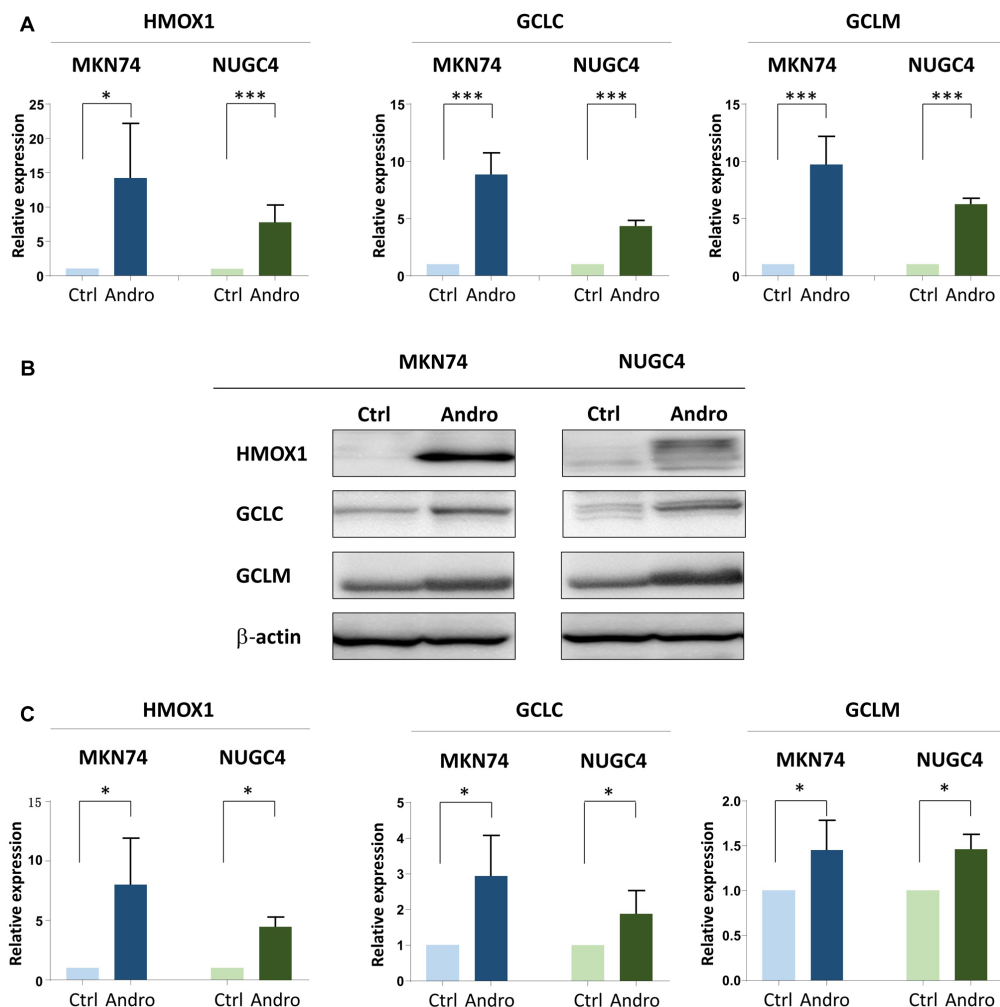 A
HMOX1
GCLC
GCLM
MKN74 NUGC4
MKN74 NUGC4
MKN74 NUGC4
* ***
*** ***
*** ***
Relative expression
25
20
15
10
5
0
Ctrl Andro Ctrl Andro
Relative expression
15
10
5
0
Ctrl Andro Ctrl Andro
Relative expression
15
10
5
0
Ctrl Andro Ctrl Andro
B
MKN74 NUGC4
Ctrl Andro Ctrl Andro
HMOX1
GCLC
GCLM
β-actin
C
HMOX1
GCLC
GCLM
MKN74 NUGC4
MKN74 NUGC4
MKN74 NUGC4
* *
* *
* *
Relative expression
15
10
5
0
Ctrl Andro Ctrl Andro
Relative expression
5
4
3
2
1
0
Ctrl Andro Ctrl Andro
Relative expression
2.0
1.5
1.0
0.5
0.0
Ctrl Andro Ctrl Andro